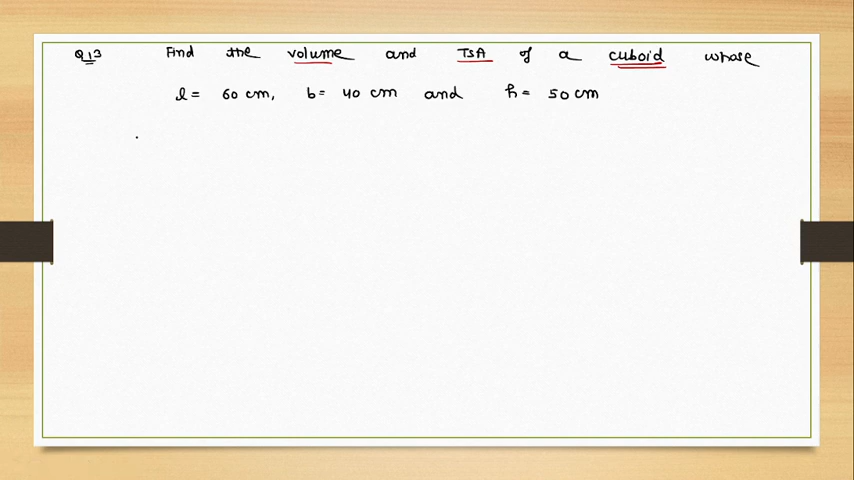 Q13 Find the volume and TSA of a cuboid whose
l = 60 cm, b = 40 cm and h = 50 cm